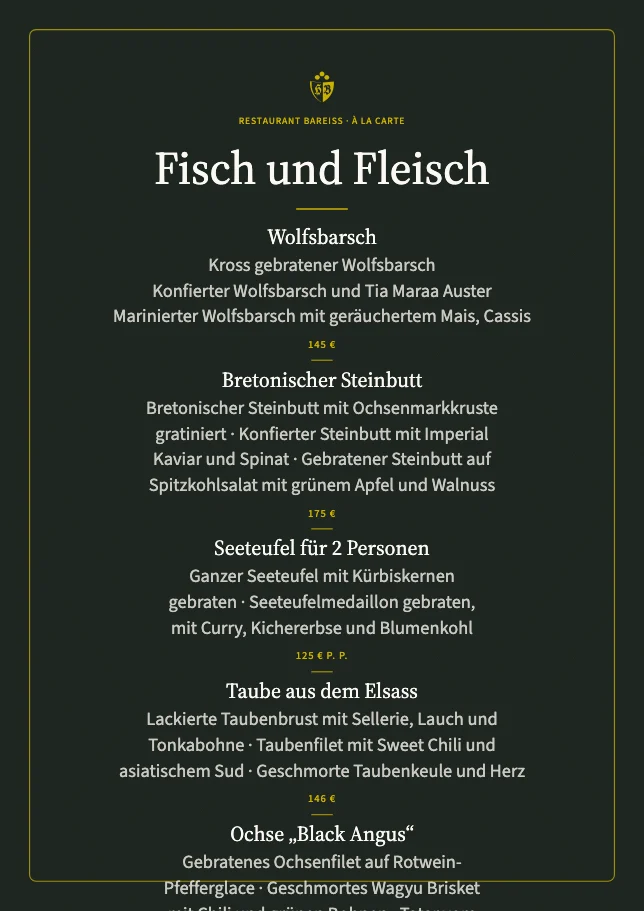 RESTAURANT BAREISS · À LA CARTE
Fisch und Fleisch
Wolfsbarsch
Kross gebratener Wolfsbarsch
Konfierter Wolfsbarsch und Tia Maraa Auster
Marinierter Wolfsbarsch mit geräuchertem Mais, Cassis
145 €
Bretonischer Steinbutt
Bretonischer Steinbutt mit Ochsenmarkkruste
gratiniert · Konfierter Steinbutt mit Imperial
Kaviar und Spinat · Gebratener Steinbutt auf
Spitzkohlsalat mit grünem Apfel und Walnuss
175 €
Seeteufel für 2 Personen
Ganzer Seeteufel mit Kürbiskernen
gebraten · Seeteufelmedaillon gebraten,
mit Curry, Kichererbse und Blumenkohl
125 € P. P.
Taube aus dem Elsass
Lackierte Taubenbrust mit Sellerie, Lauch und
Tonkabohne · Taubenfilet mit Sweet Chili und
asiatischem Sud · Geschmorte Taubenkeule und Herz
146 €
Ochse „Black Angus“
Gebratenes Ochsenfilet auf Rotwein-
Pfefferglace · Geschmortes Wagyu Brisket